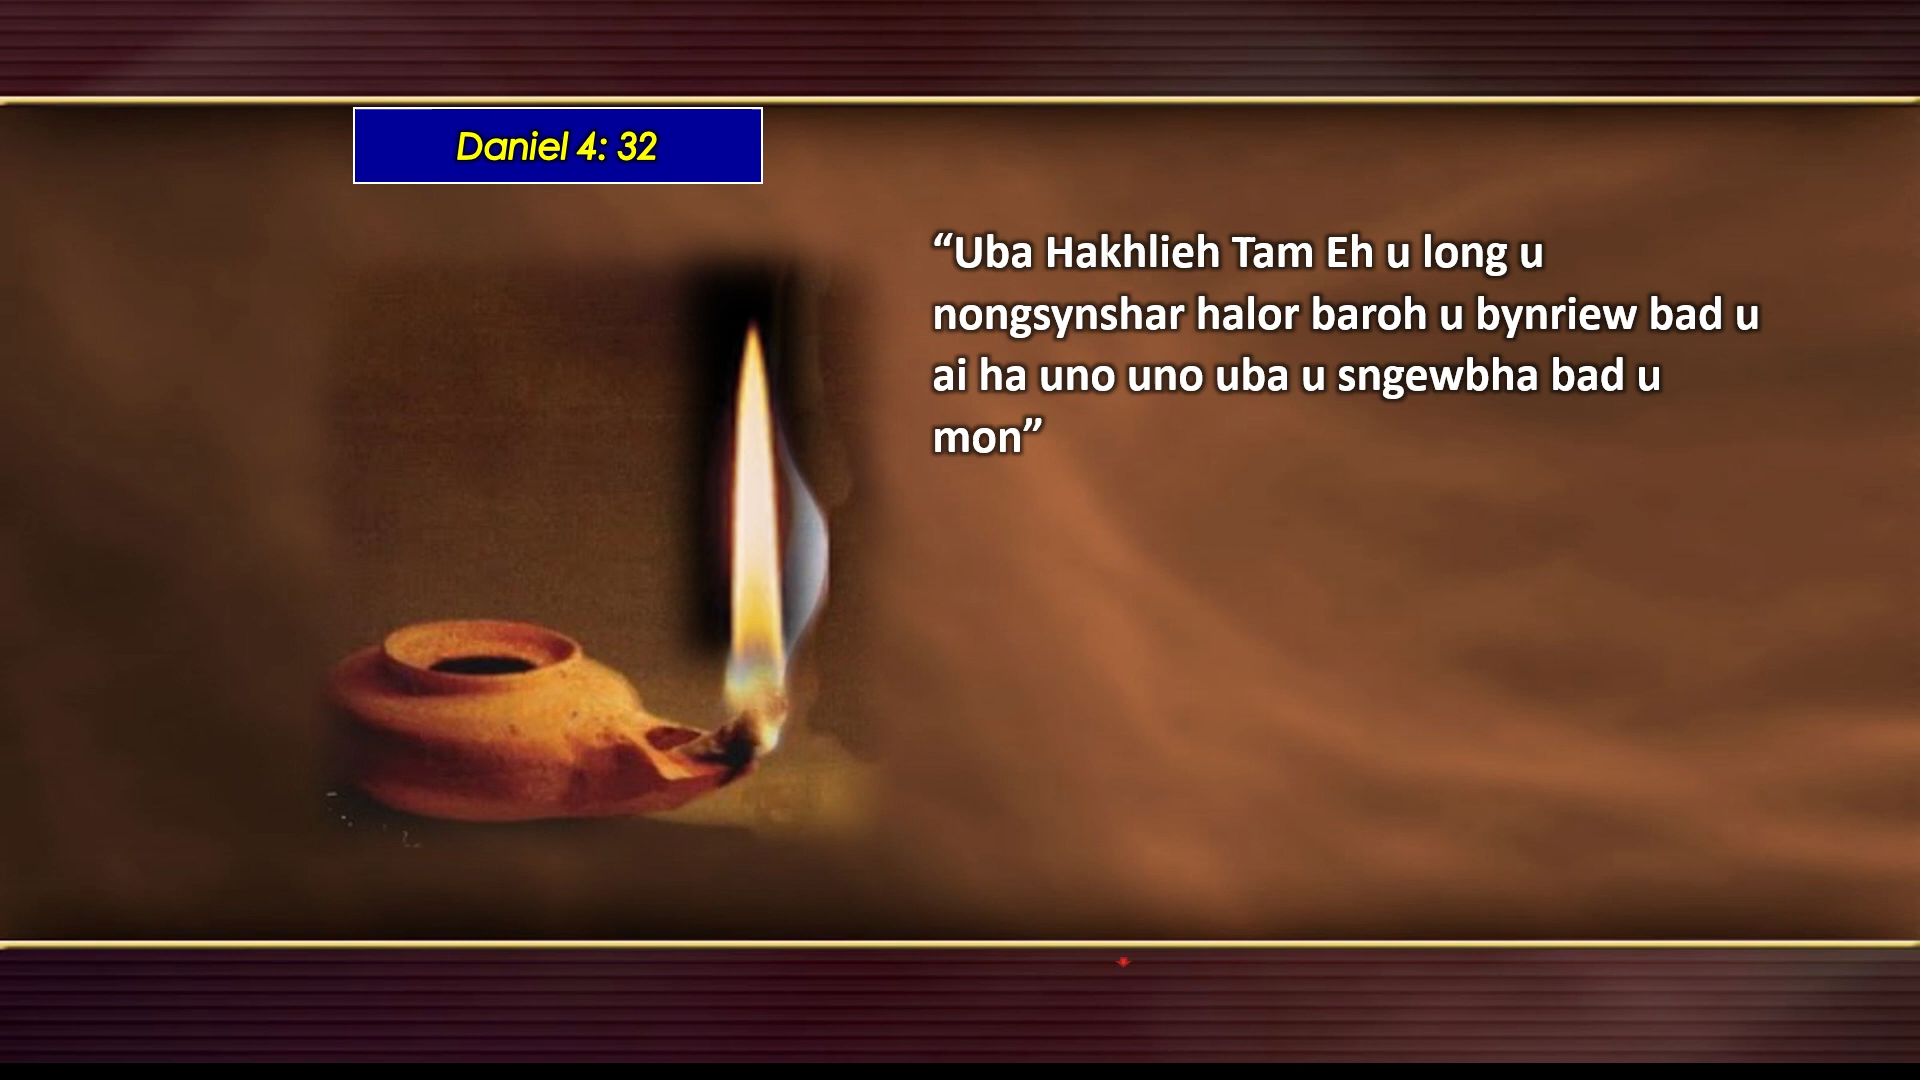 Daniel 4: 32
“Uba Hakhlieh Tam Eh u long u
nongsynshar halor baroh u bynriew bad u
ai ha uno uno uba u sngewbha bad u
mon”